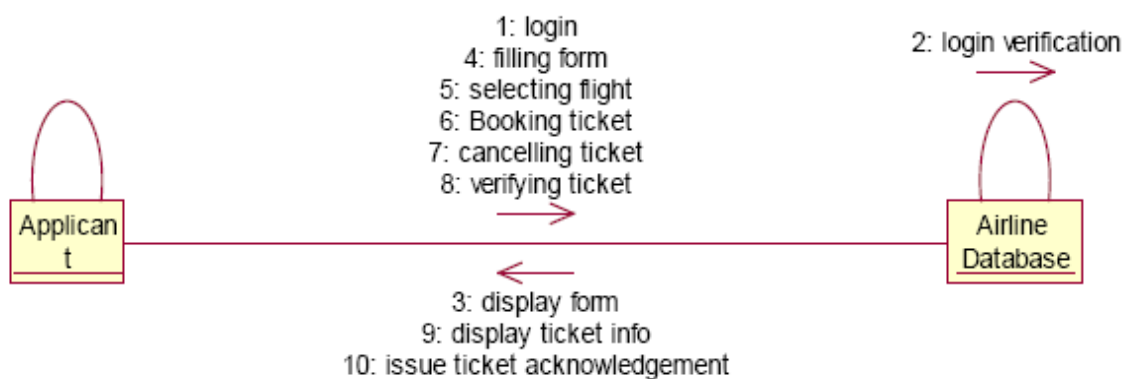 1: login
4: filling form
5: selecting flight
6: Booking ticket
7: cancelling ticket
8: verifying ticket
2: login verification
Applican
t
Airline
Database
3: display form
9: display ticket info
10: issue ticket acknowledgement